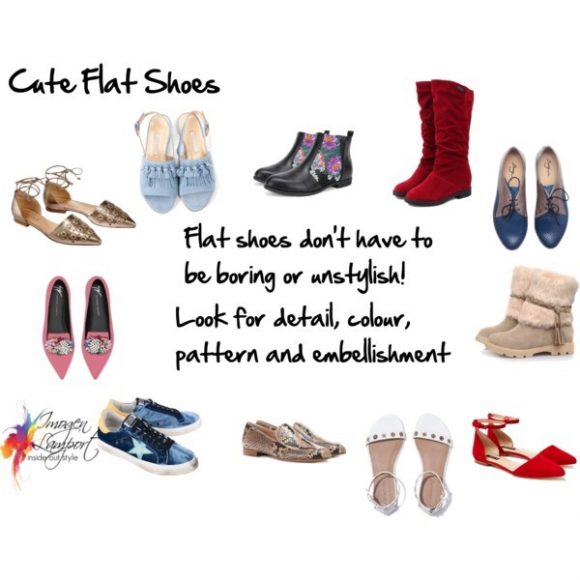 Cute Flat Shoes
Flat shoes don't have to
be boring or unstylish!
Look for detail, colour,
pattern and embellishment
Imogen
Lamport
inside out style